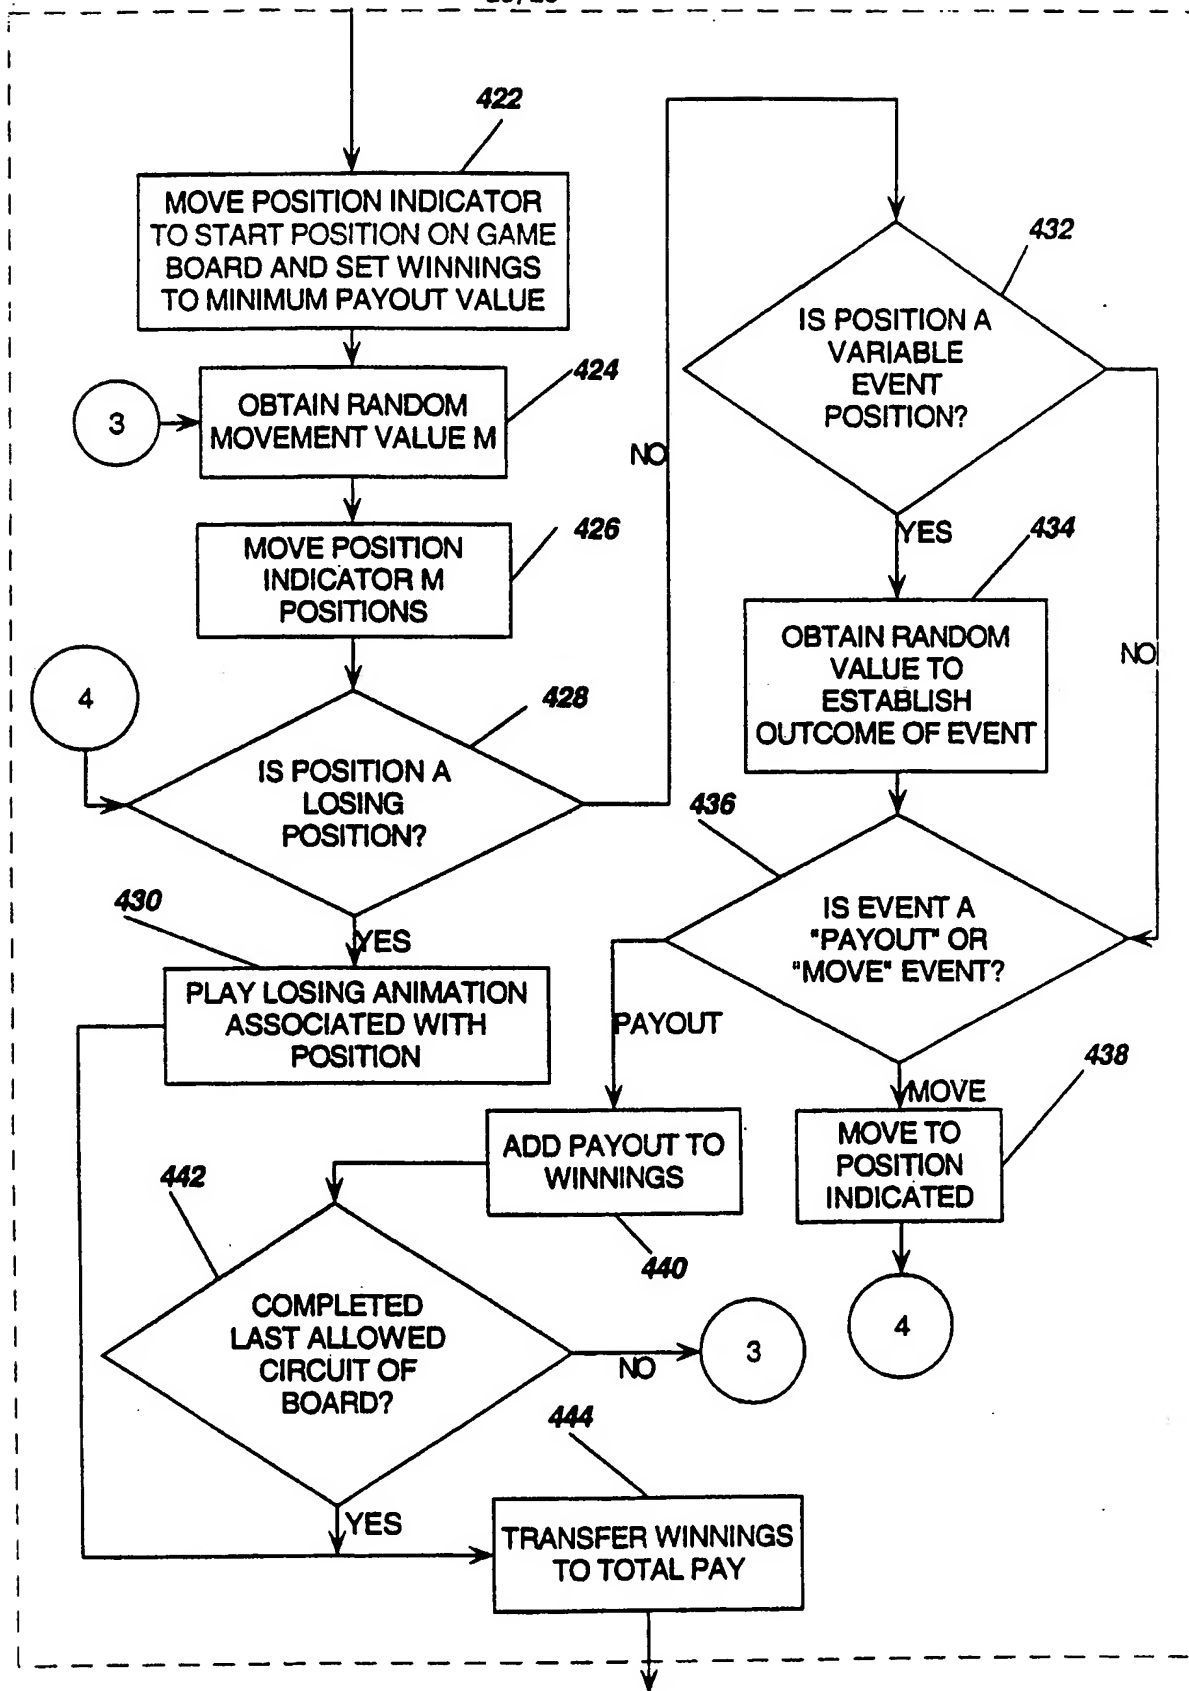 422
MOVE POSITION INDICATOR
TO START POSITION ON GAME
BOARD AND SET WINNINGS
TO MINIMUM PAYOUT VALUE
424
3
OBTAIN RANDOM
MOVEMENT VALUE M
426
MOVE POSITION
INDICATOR M
POSITIONS
4
428
IS POSITION A
LOSING
POSITION?
NO
YES
430
PLAY LOSING ANIMATION
ASSOCIATED WITH
POSITION
432
IS POSITION A
VARIABLE
EVENT
POSITION?
YES
NO
434
OBTAIN RANDOM
VALUE TO
ESTABLISH
OUTCOME OF EVENT
436
IS EVENT A
"PAYOUT" OR
"MOVE" EVENT?
PAYOUT
MOVE
438
MOVE TO
POSITION
INDICATED
4
ADD PAYOUT TO
WINNINGS
440
442
COMPLETED
LAST ALLOWED
CIRCUIT OF
BOARD?
NO
3
YES
444
TRANSFER WINNINGS
TO TOTAL PAY